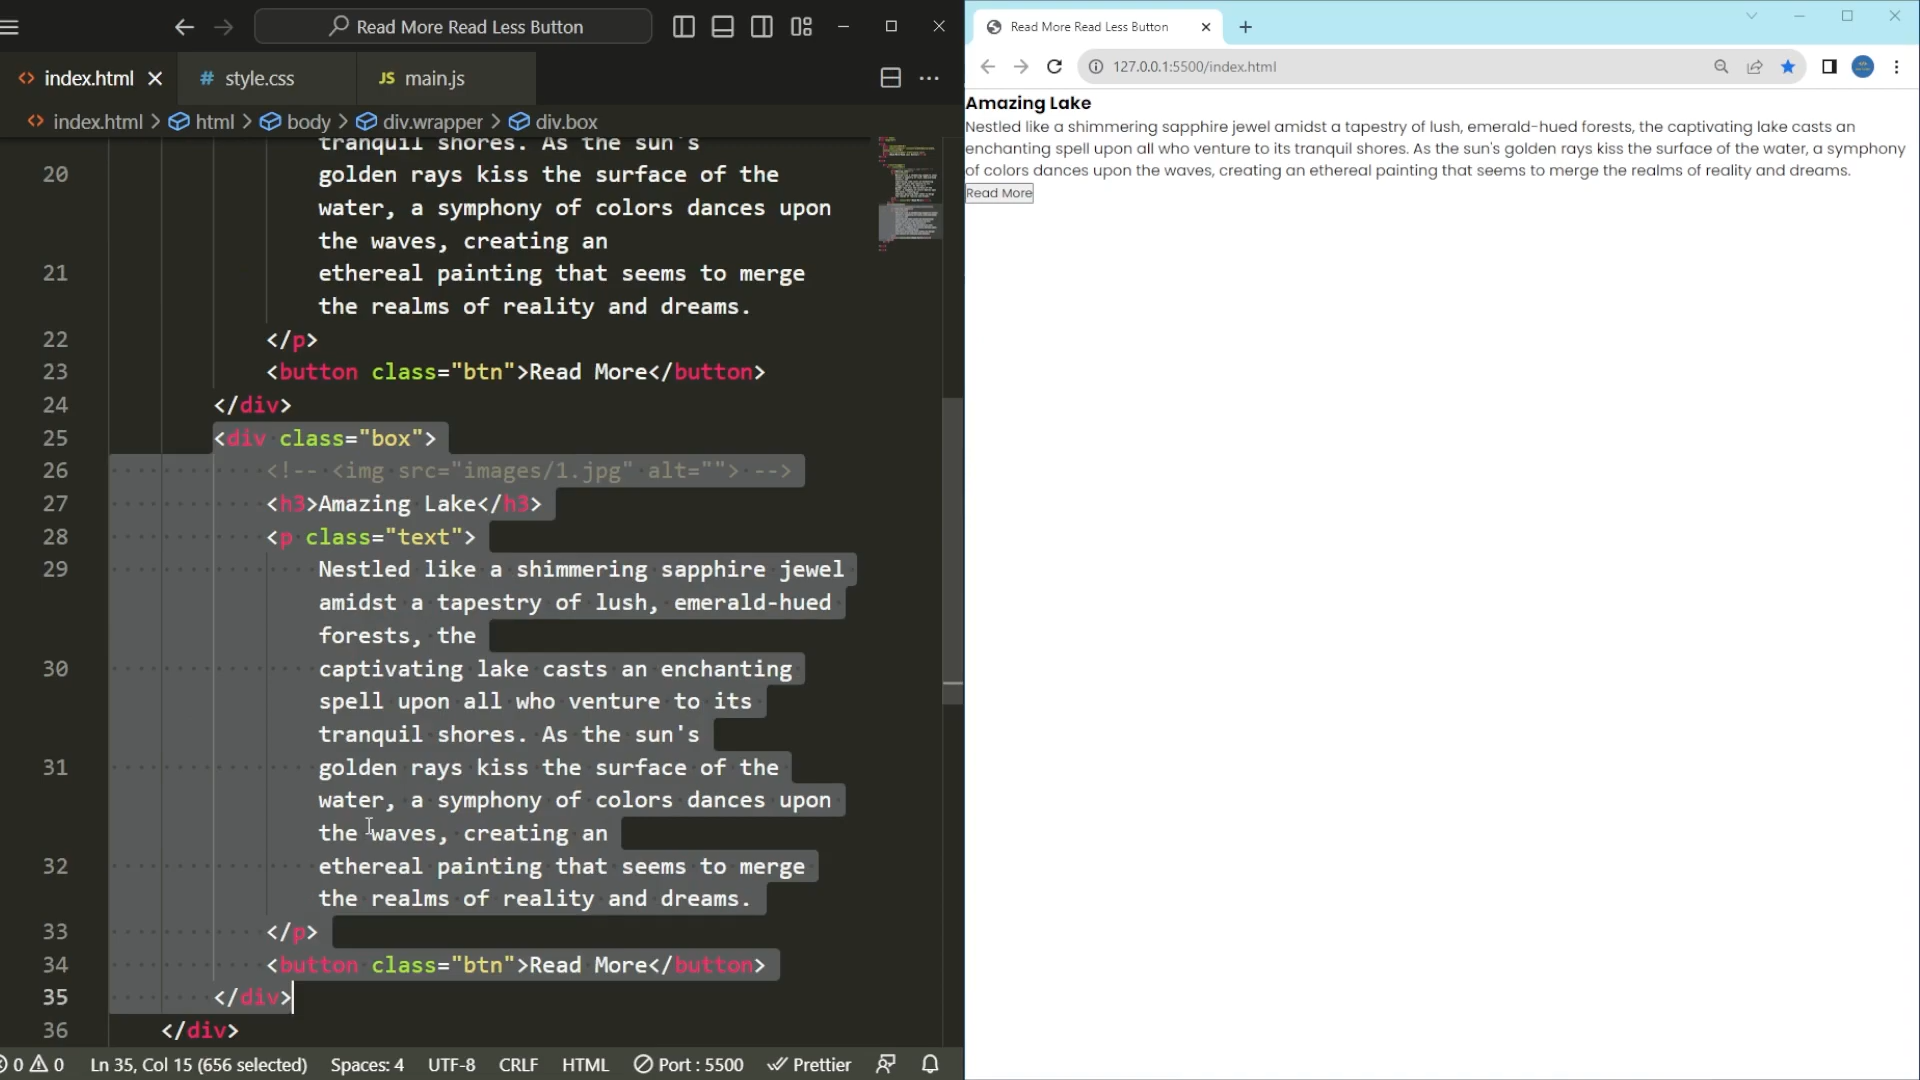 Read More Read Less Button
index.html
# style.css
JS main.js
index.html > html > body > div.wrapper > div.box
tranquil shores. As the sun's
20 golden rays kiss the surface of the
water, a symphony of colors dances upon
the waves, creating an
21 ethereal painting that seems to merge
the realms of reality and dreams.
22 </p>
23 <button class="btn">Read More</button>
24 </div>
25 <div class="box">
26 <!-- <img src="images/1.jpg" alt=""> -->
27 <h3>Amazing Lake</h3>
28 <p class="text">
29 Nestled like a shimmering sapphire jewel
amidst a tapestry of lush, emerald-hued
forests, the
30 captivating lake casts an enchanting
spell upon all who venture to its
tranquil shores. As the sun's
31 golden rays kiss the surface of the
water, a symphony of colors dances upon
the waves, creating an
32 ethereal painting that seems to merge
the realms of reality and dreams.
33 </p>
34 <button class="btn">Read More</button>
35 </div>
36 </div>
0 0 Ln 35, Col 15 (656 selected) Spaces: 4 UTF-8 CRLF HTML Port : 5500 Prettier
Read More Read Less Button
127.0.0.1:5500/index.html
Amazing Lake
Nestled like a shimmering sapphire jewel amidst a tapestry of lush, emerald-hued forests, the captivating lake casts an
enchanting spell upon all who venture to its tranquil shores. As the sun's golden rays kiss the surface of the water, a symphony
of colors dances upon the waves, creating an ethereal painting that seems to merge the realms of reality and dreams.
Read More